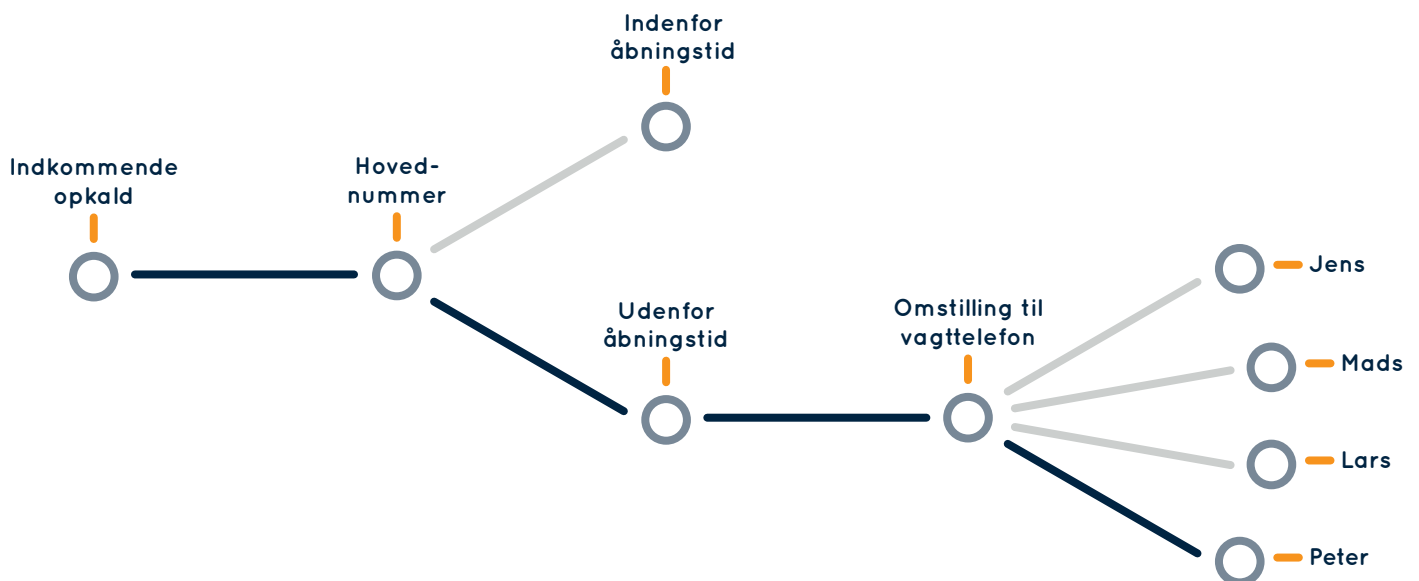 Indenfor
åbningstid
Indkommende
opkald
Hoved-
nummer
Udenfor
åbningstid
Omstilling til
vagttelefon
Jens
Mads
Lars
Peter